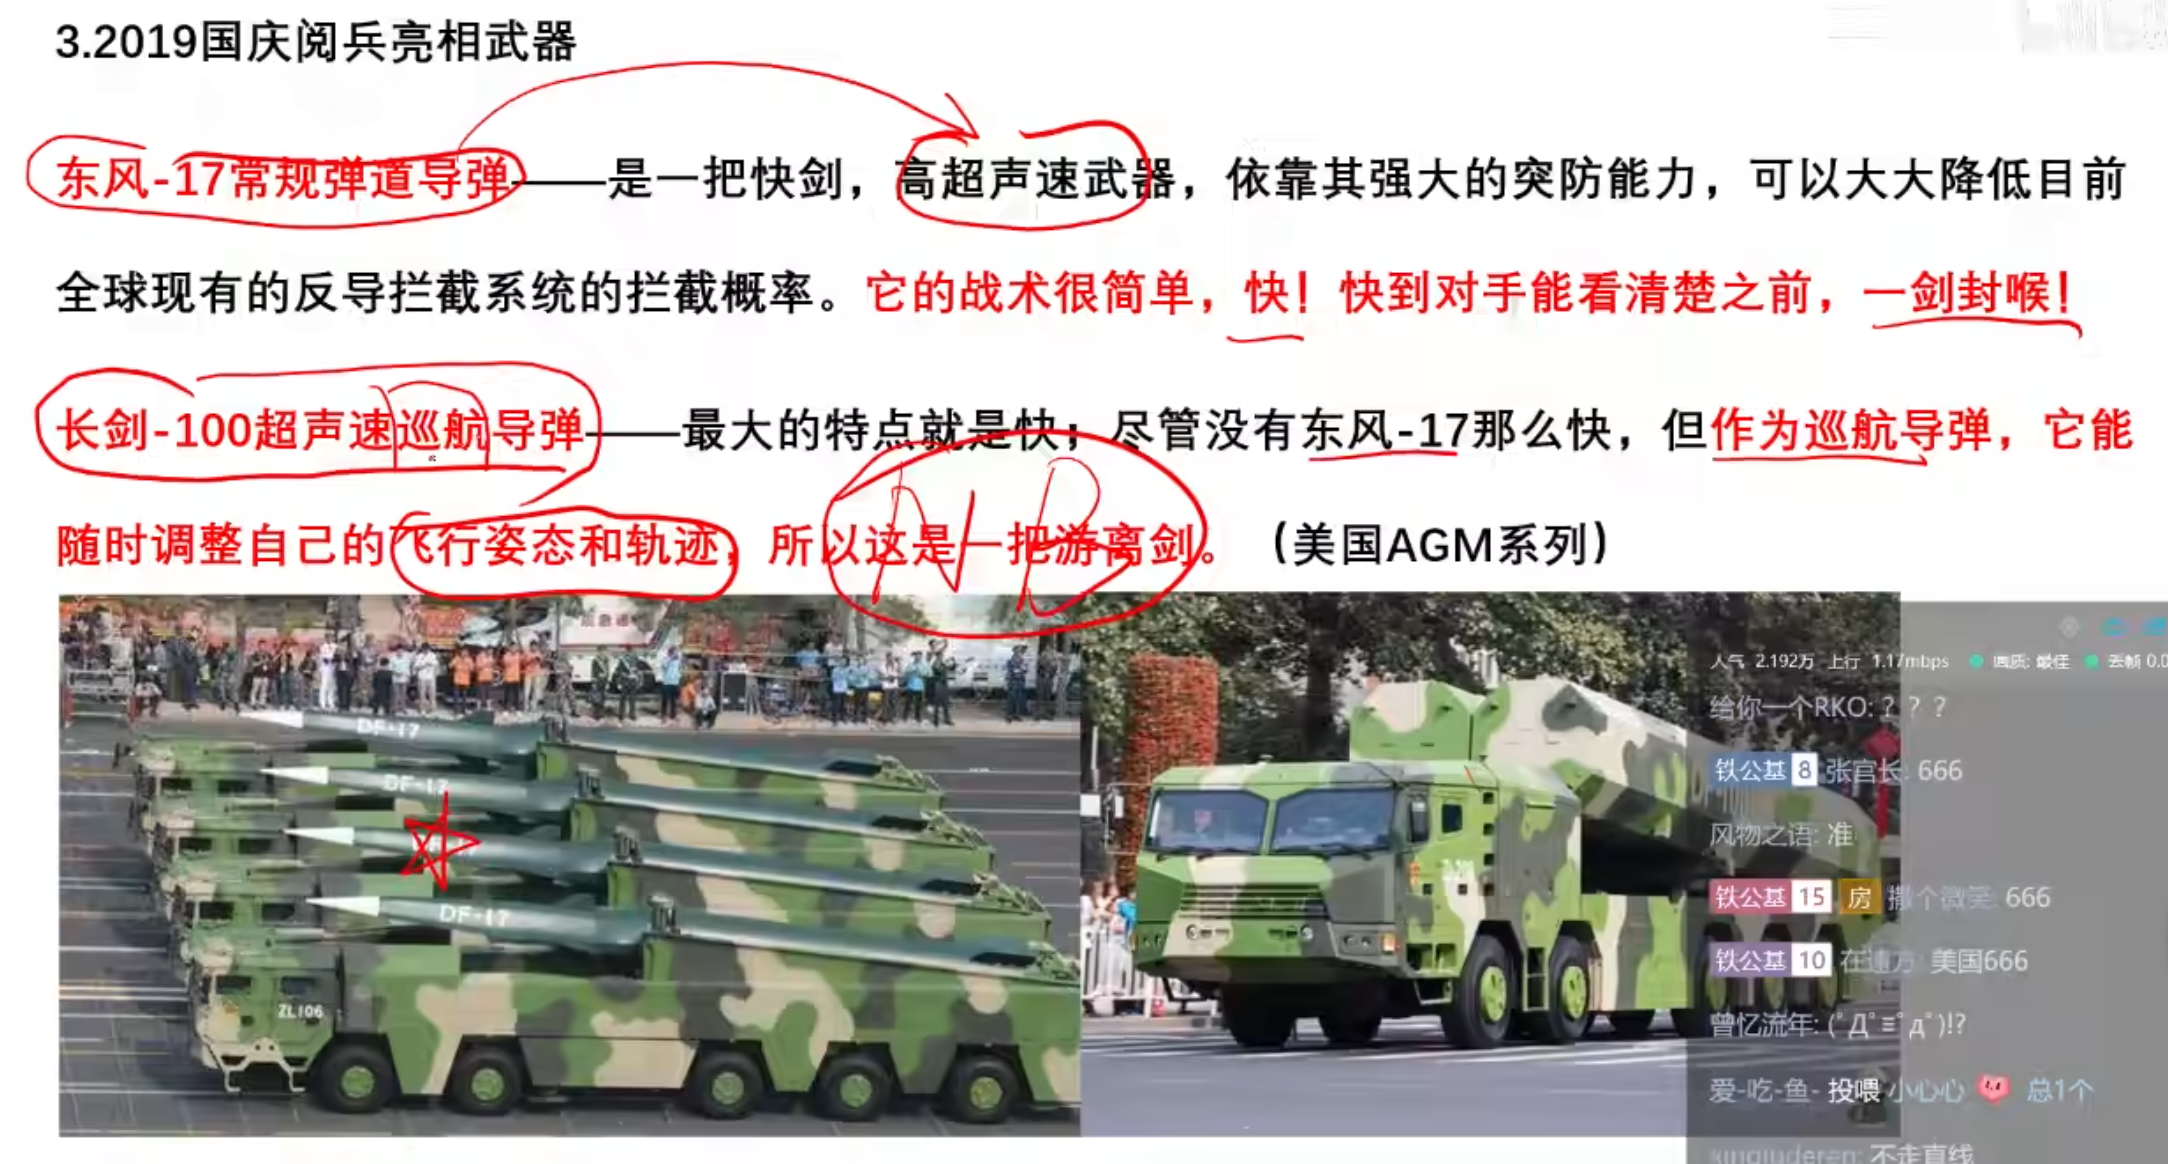 3.2019国庆阅兵亮相武器
东风-17常规弹道导弹——是一把快剑，高超声速武器，依靠其强大的突防能力，可以大大降低目前
全球现有的反导拦截系统的拦截概率。它的战术很简单，快！快到对手能看清楚之前，一剑封喉！
长剑-100超声速巡航导弹——最大的特点就是快；尽管没有东风-17那么快，但作为巡航导弹，它能
随时调整自己的飞行姿态和轨迹，所以这是一把游离剑。（美国AGM系列）
NB
DF-17
DF-17
DF-17
ZL106
人气 2.192万 上行 1.17mbps 画质: 最佳 丢帧 0.0
给你一个RKO: ? ? ?
铁公基 8 张官长: 666
风物之语: 准
铁公基 15 房 撒个微笑: 666
铁公基 10 美国666
曾忆流年: (ﾟДﾟ≡ﾟдﾟ)!?
爱-吃-鱼- 投喂 小心心 总1个
不走直线